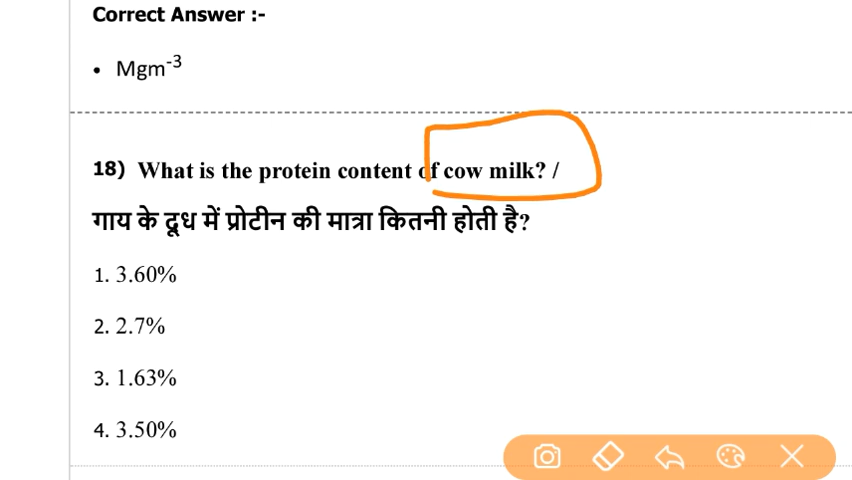 Correct Answer :-
• Mgm⁻³
18) What is the protein content of cow milk? /
गाय के दूध में प्रोटीन की मात्रा कितनी होती है?
1. 3.60%
2. 2.7%
3. 1.63%
4. 3.50%